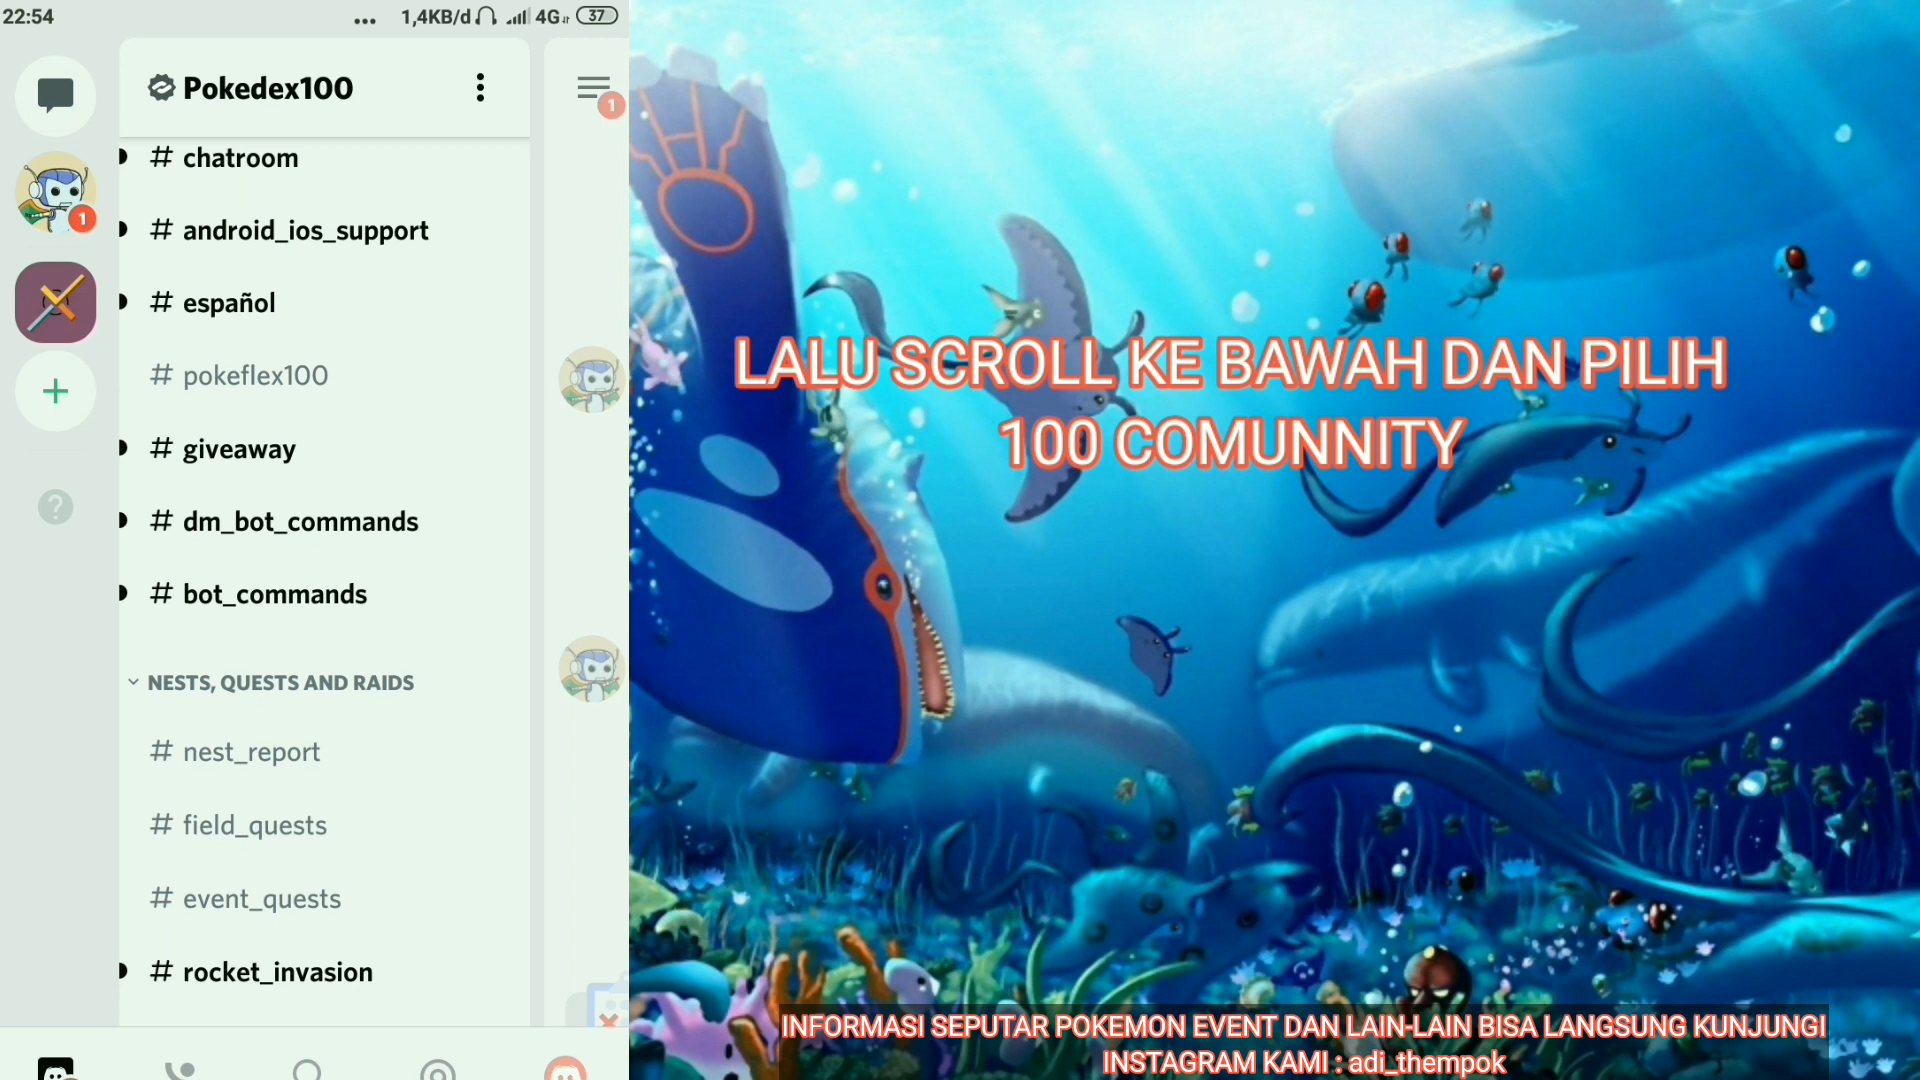 22:54
... 1,4KB/d 4G 37
Pokedex100
1
# chatroom
1
# android_ios_support
# español
# pokeflex100
# giveaway
# dm_bot_commands
# bot_commands
NESTS, QUESTS AND RAIDS
# nest_report
# field_quests
# event_quests
# rocket_invasion
LALU SCROLL KE BAWAH DAN PILIH
100 COMUNNITY
INFORMASI SEPUTAR POKEMON EVENT DAN LAIN-LAIN BISA LANGSUNG KUNJUNGI
INSTAGRAM KAMI : adi_thempok